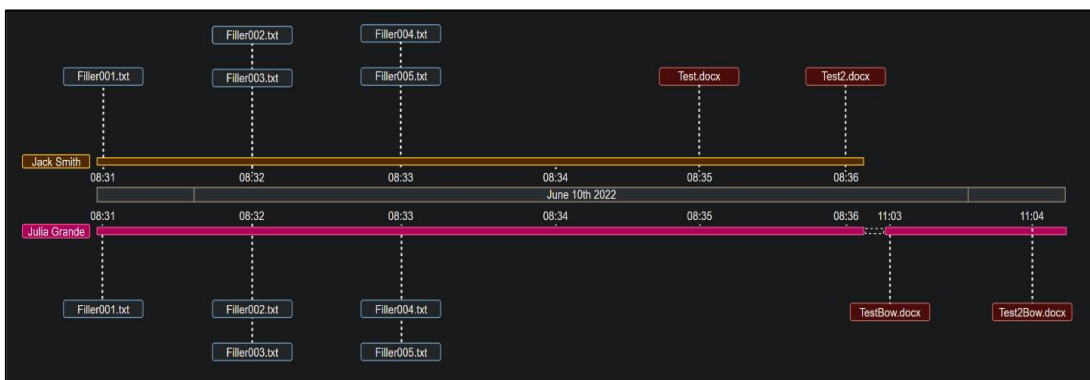 Filler002.txt
Filler004.txt
Filler001.txt
Filler003.txt
Filler005.txt
Test.docx
Test2.docx
Jack Smith
08:31 08:32 08:33 08:34 08:35 08:36
June 10th 2022
08:31 08:32 08:33 08:34 08:35 08:36 11:03 11:04
Julia Grande
Filler001.txt
Filler002.txt
Filler004.txt
TestBow.docx
Test2Bow.docx
Filler003.txt
Filler005.txt